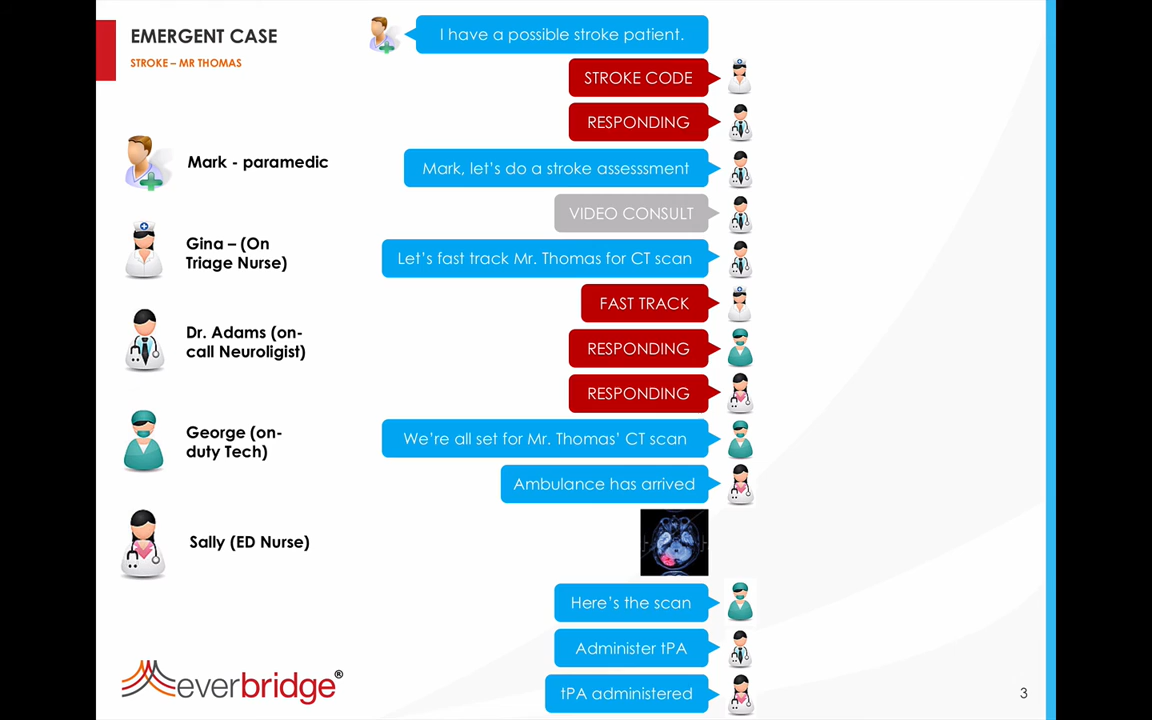 EMERGENT CASE
STROKE – MR THOMAS
Mark - paramedic
Gina – (On
Triage Nurse)
Dr. Adams (on-
call Neuroligist)
George (on-
duty Tech)
Sally (ED Nurse)
I have a possible stroke patient.
STROKE CODE
RESPONDING
Mark, let's do a stroke assesssment
VIDEO CONSULT
Let's fast track Mr. Thomas for CT scan
FAST TRACK
RESPONDING
RESPONDING
We're all set for Mr. Thomas' CT scan
Ambulance has arrived
Here's the scan
Administer tPA
tPA administered
everbridge®
3